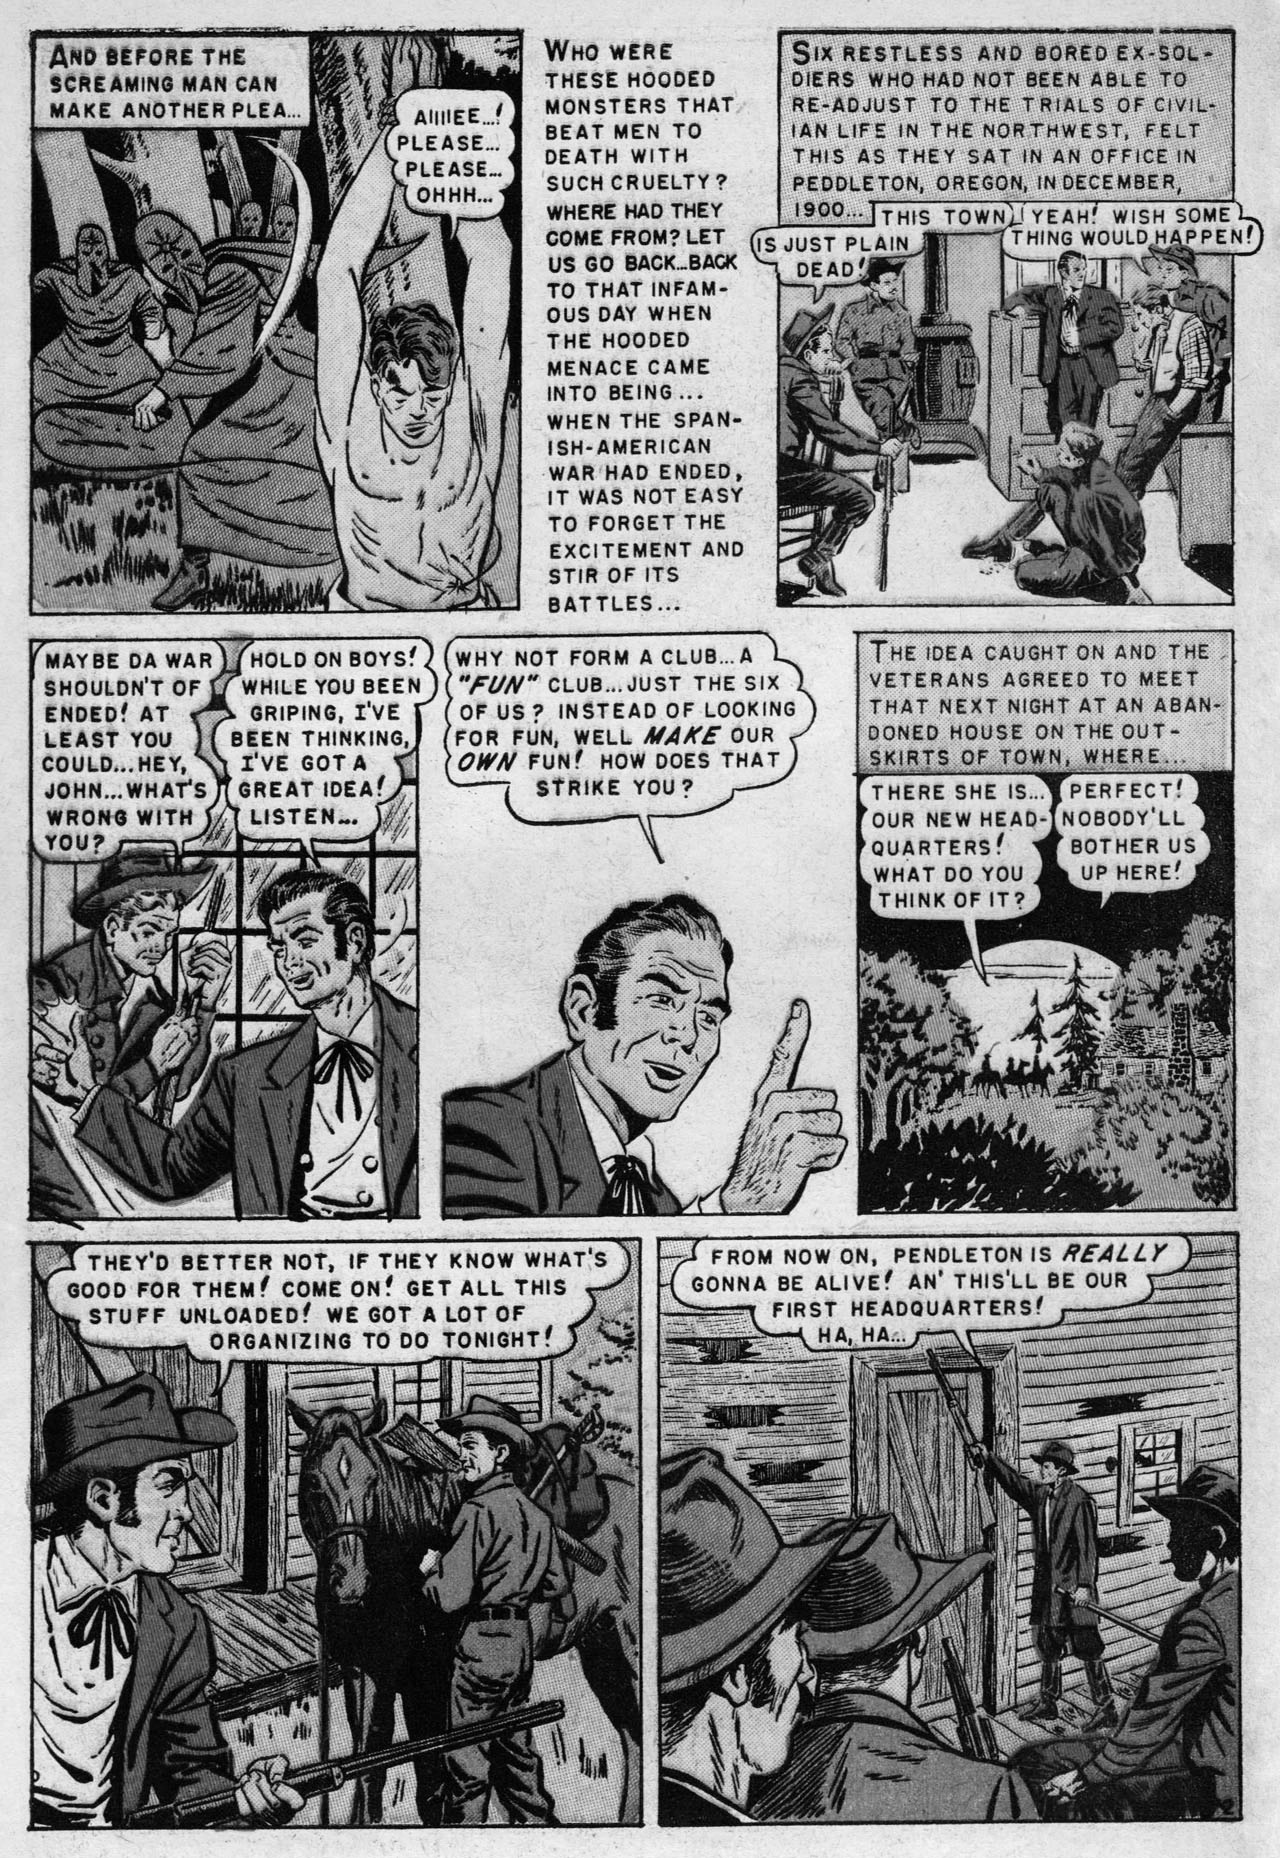 AND BEFORE THE
SCREAMING MAN CAN
MAKE ANOTHER PLEA...
AIIIIEE...!
PLEASE...
PLEASE...
OHHH...
WHO WERE
THESE HOODED
MONSTERS THAT
BEAT MEN TO
DEATH WITH
SUCH CRUELTY?
WHERE HAD THEY
COME FROM? LET
US GO BACK...BACK
TO THAT INFAM-
OUS DAY WHEN
THE HOODED
MENACE CAME
INTO BEING...
WHEN THE SPAN-
ISH-AMERICAN
WAR HAD ENDED,
IT WAS NOT EASY
TO FORGET THE
EXCITEMENT AND
STIR OF ITS
BATTLES...
SIX RESTLESS AND BORED EX-SOL-
DIERS WHO HAD NOT BEEN ABLE TO
RE-ADJUST TO THE TRIALS OF CIVIL-
IAN LIFE IN THE NORTHWEST, FELT
THIS AS THEY SAT IN AN OFFICE IN
PEDDLETON, OREGON, IN DECEMBER,
1900...
THIS TOWN
IS JUST PLAIN
DEAD!
YEAH! WISH SOME
THING WOULD HAPPEN!
MAYBE DA WAR
SHOULDN'T OF
ENDED! AT
LEAST YOU
COULD...HEY,
JOHN...WHAT'S
WRONG WITH
YOU?
HOLD ON BOYS!
WHILE YOU BEEN
GRIPING, I'VE
BEEN THINKING,
I'VE GOT A
GREAT IDEA!
LISTEN...
WHY NOT FORM A CLUB...A
"FUN" CLUB...JUST THE SIX
OF US? INSTEAD OF LOOKING
FOR FUN, WELL MAKE OUR
OWN FUN! HOW DOES THAT
STRIKE YOU?
THE IDEA CAUGHT ON AND THE
VETERANS AGREED TO MEET
THAT NEXT NIGHT AT AN ABAN-
DONED HOUSE ON THE OUT-
SKIRTS OF TOWN, WHERE...
THERE SHE IS...
OUR NEW HEAD-
QUARTERS!
WHAT DO YOU
THINK OF IT?
PERFECT!
NOBODY'LL
BOTHER US
UP HERE!
THEY'D BETTER NOT, IF THEY KNOW WHAT'S
GOOD FOR THEM! COME ON! GET ALL THIS
STUFF UNLOADED! WE GOT A LOT OF
ORGANIZING TO DO TONIGHT!
FROM NOW ON, PENDLETON IS REALLY
GONNA BE ALIVE! AN' THIS'LL BE OUR
FIRST HEADQUARTERS!
HA, HA...
2